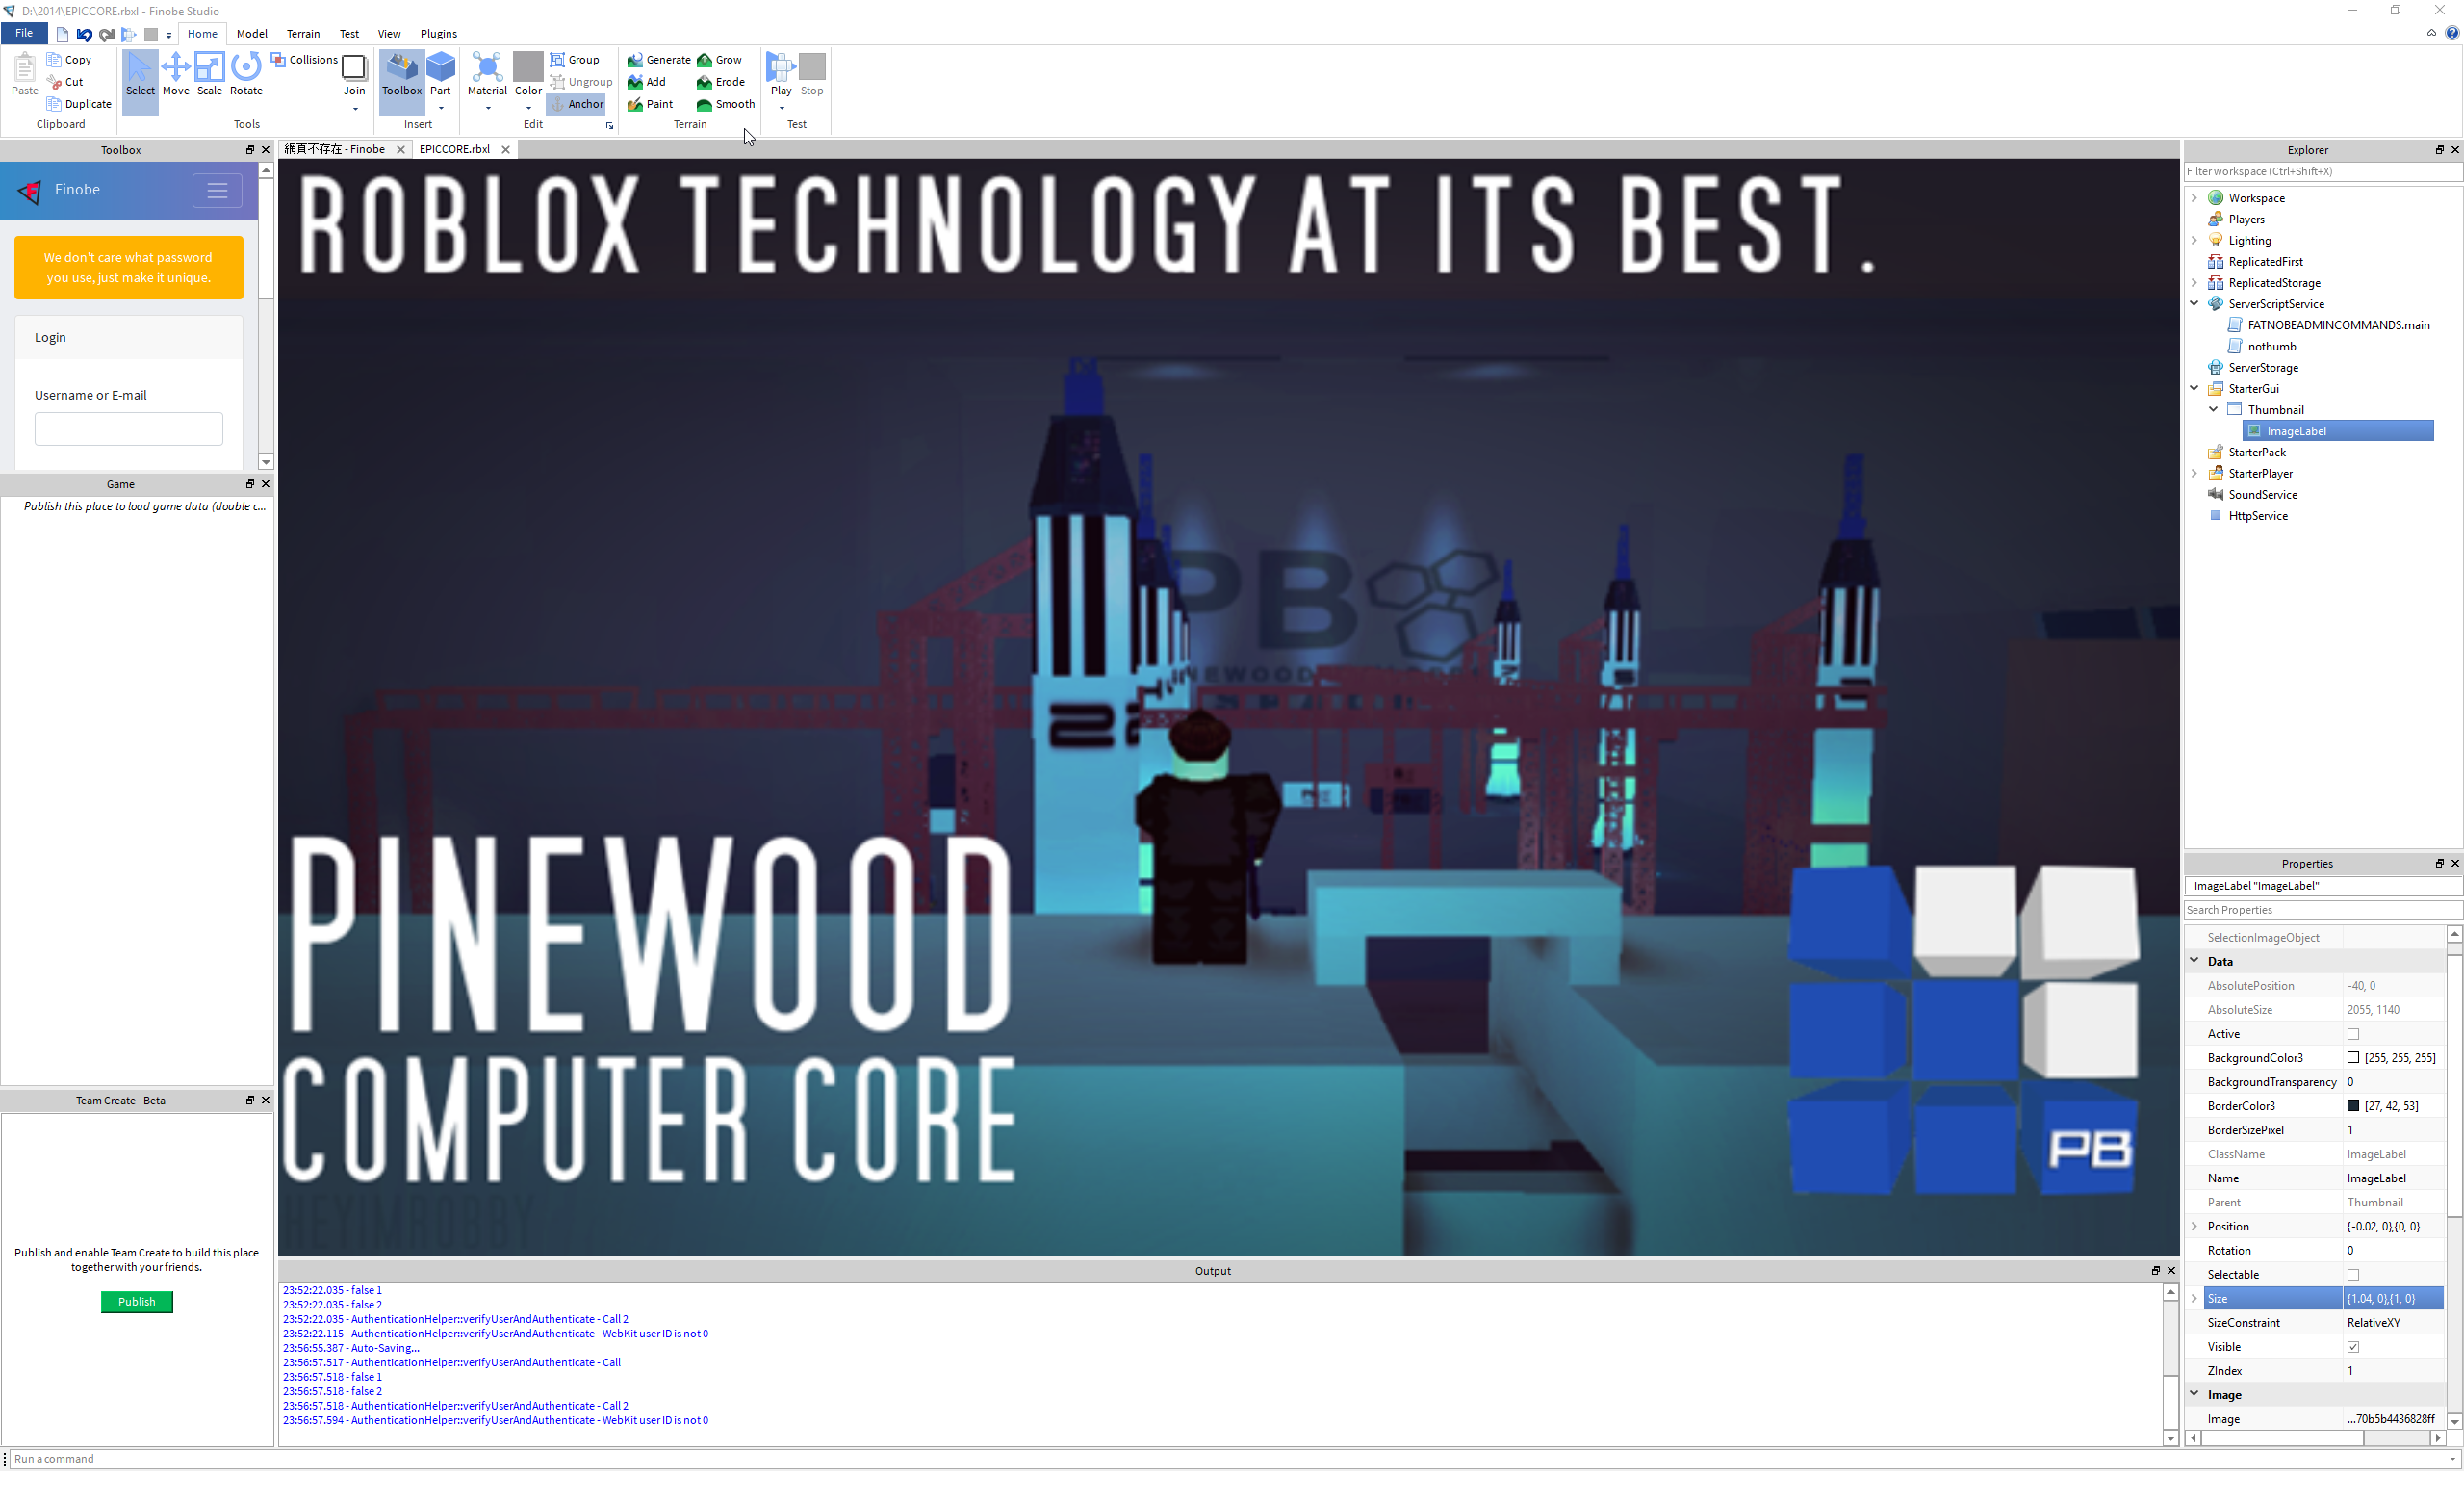 D:\2014\EPICCORE.rbxl - Finobe Studio
File Home Model Terrain Test View Plugins
Paste
Copy
Cut
Duplicate
Clipboard
Select Move Scale Rotate
Collisions
Join
Tools
Toolbox Part
Insert
Material Color
Group
Ungroup
Anchor
Edit
Generate Grow
Add Erode
Paint Smooth
Terrain
Play Stop
Test
Toolbox
Finobe
We don't care what password
you use, just make it unique.
Login
Username or E-mail
Game
Publish this place to load game data (double c...
Team Create - Beta
Publish and enable Team Create to build this place
together with your friends.
Publish
網頁不存在 - Finobe EPICCORE.rbxl
ROBLOX TECHNOLOGY AT ITS BEST.
PB
22
PINEWOOD
COMPUTER CORE
HEYIMROBBY
PB
Output
23:52:22.035 - false 1
23:52:22.035 - false 2
23:52:22.035 - AuthenticationHelper::verifyUserAndAuthenticate - Call 2
23:52:22.115 - AuthenticationHelper::verifyUserAndAuthenticate - WebKit user ID is not 0
23:56:55.387 - Auto-Saving...
23:56:57.517 - AuthenticationHelper::verifyUserAndAuthenticate - Call
23:56:57.518 - false 1
23:56:57.518 - false 2
23:56:57.518 - AuthenticationHelper::verifyUserAndAuthenticate - Call 2
23:56:57.594 - AuthenticationHelper::verifyUserAndAuthenticate - WebKit user ID is not 0
Run a command
Explorer
Filter workspace (Ctrl+Shift+X)
Workspace
Players
Lighting
ReplicatedFirst
ReplicatedStorage
ServerScriptService
FATNOBEADMINCOMMANDS.main
nothumb
ServerStorage
StarterGui
Thumbnail
ImageLabel
StarterPack
StarterPlayer
SoundService
HttpService
Properties
ImageLabel "ImageLabel"
Search Properties
SelectionImageObject
Data
AbsolutePosition -40, 0
AbsoluteSize 2055, 1140
Active
BackgroundColor3 [255, 255, 255]
BackgroundTransparency 0
BorderColor3 [27, 42, 53]
BorderSizePixel 1
ClassName ImageLabel
Name ImageLabel
Parent Thumbnail
Position {-0.02, 0},{0, 0}
Rotation 0
Selectable
Size {1.04, 0},{1, 0}
SizeConstraint RelativeXY
Visible
ZIndex 1
Image
Image ...70b5b4436828ff